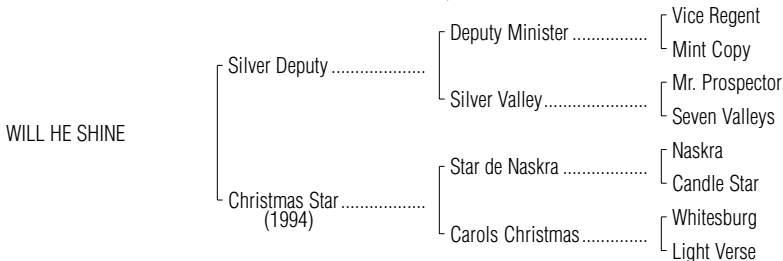 Vice Regent
Deputy Minister ................
Mint Copy
Silver Deputy ....................
Mr. Prospector
Silver Valley......................
Seven Valleys
WILL HE SHINE
Naskra
Star de Naskra ..................
Candle Star
Christmas Star ..................
(1994)
Whitesburg
Carols Christmas..............
Light Verse